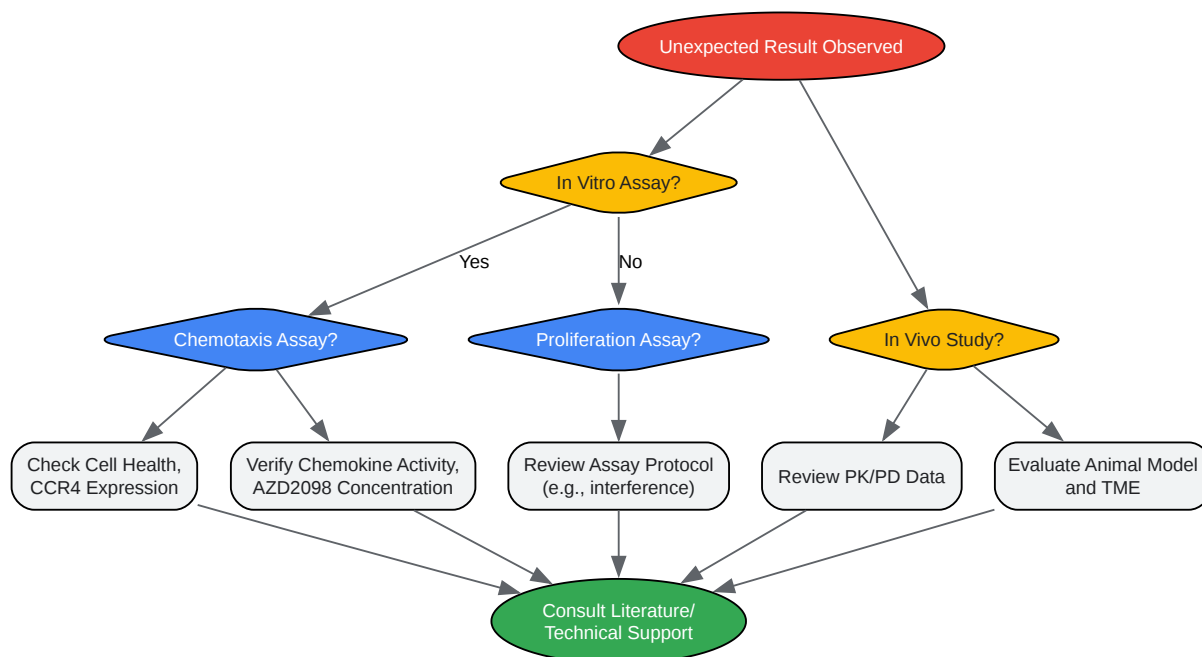 Unexpected Result Observed
In Vitro Assay?
Yes
No
Chemotaxis Assay?
Proliferation Assay?
In Vivo Study?
Check Cell Health,
CCR4 Expression
Verify Chemokine Activity,
AZD2098 Concentration
Review Assay Protocol
(e.g., interference)
Review PK/PD Data
Evaluate Animal Model
and TME
Consult Literature/
Technical Support